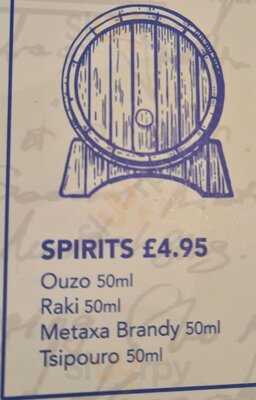 SPIRITS £4.95
Ouzo 50ml
Raki 50ml
Metaxa Brandy 50ml
Tsipouro 50ml